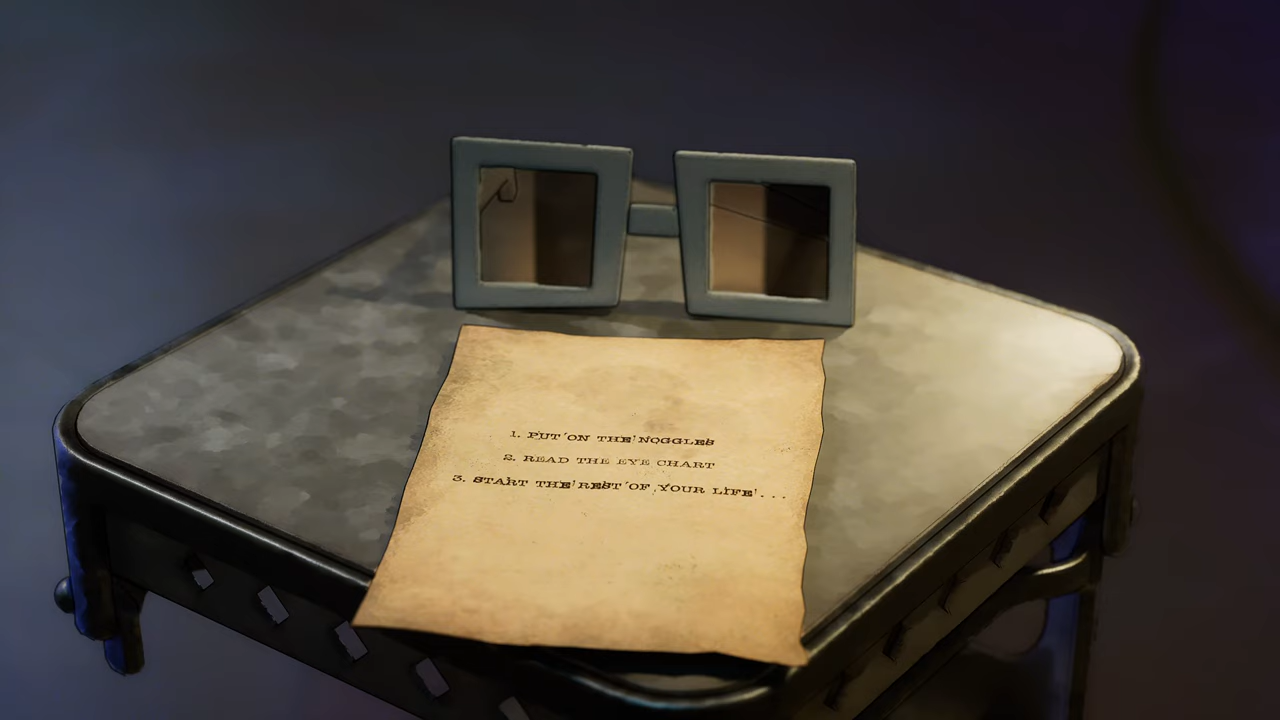 1. PUT ON THE NOGGLES
2. READ THE EYE CHART
3. START THE REST OF YOUR LIFE...